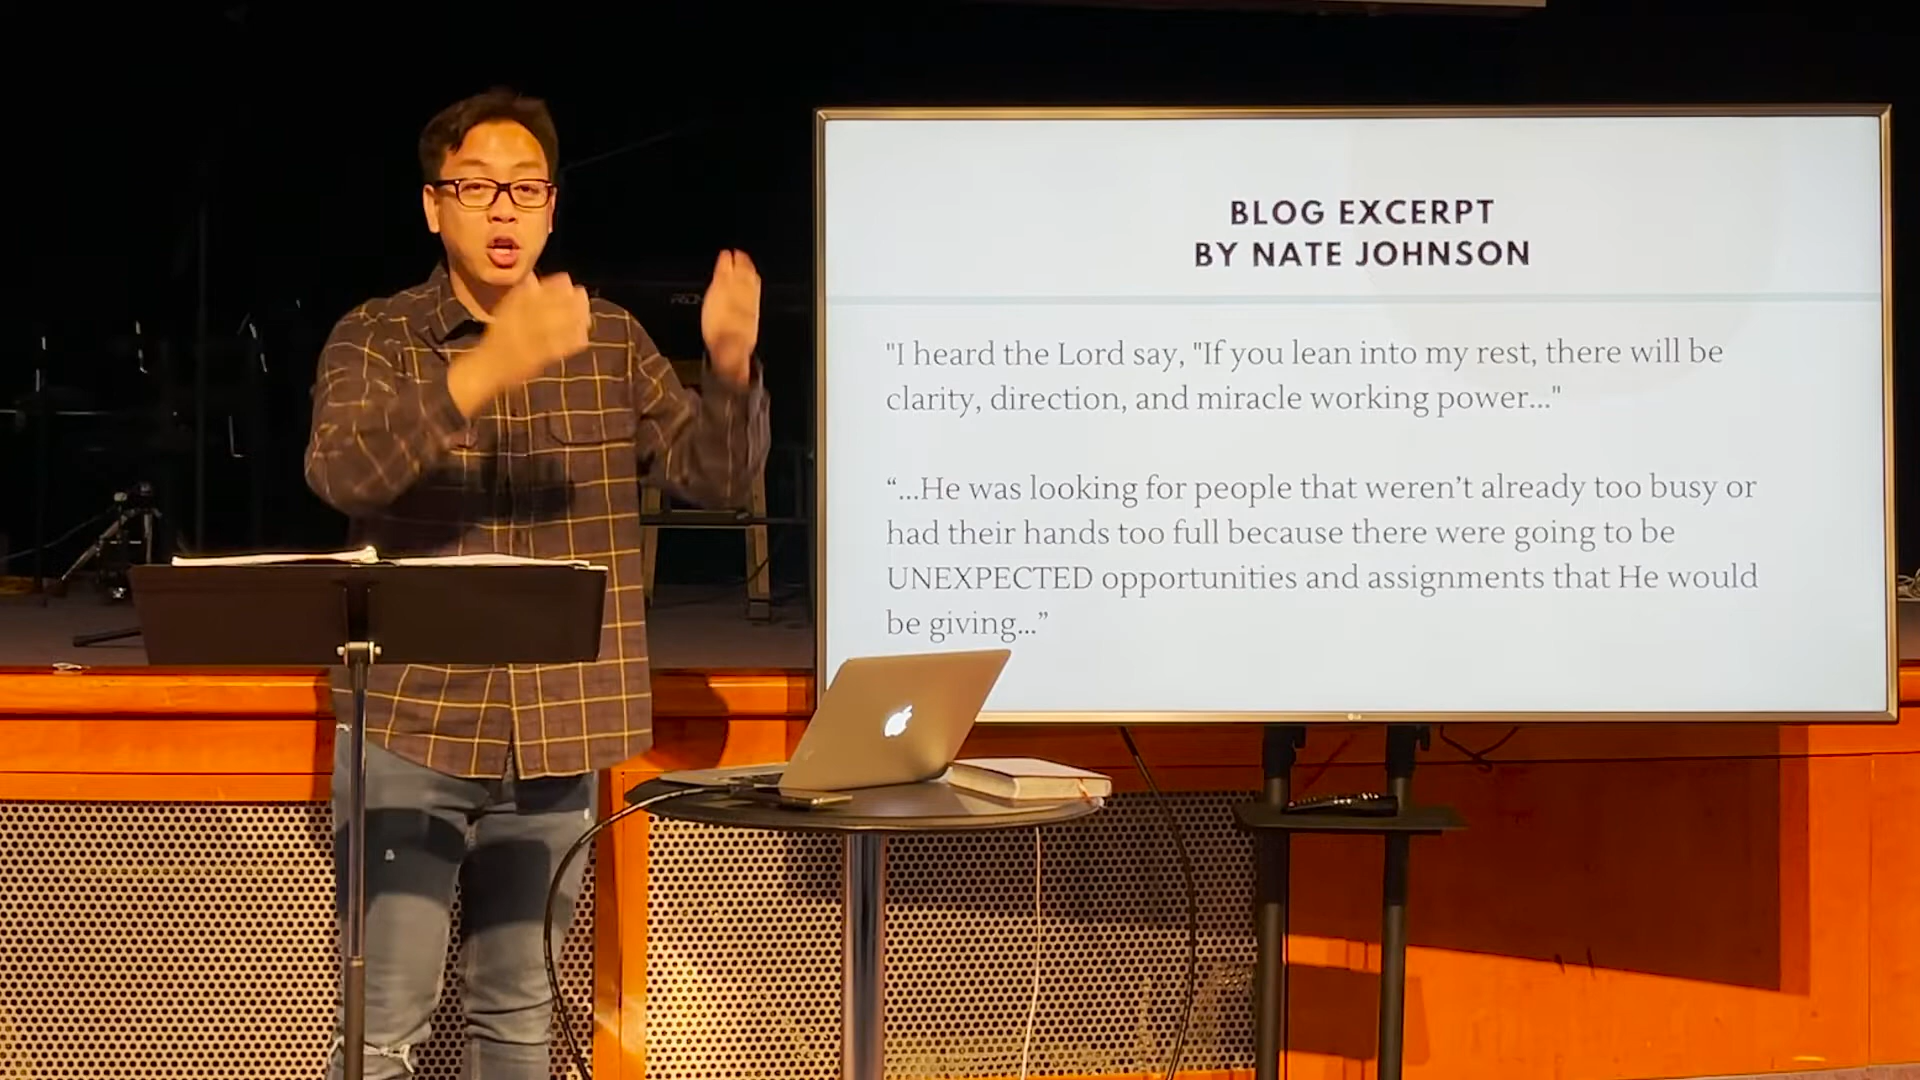 BLOG EXCERPT
BY NATE JOHNSON
"I heard the Lord say, "If you lean into my rest, there will be
clarity, direction, and miracle working power..."
“...He was looking for people that weren’t already too busy or
had their hands too full because there were going to be
UNEXPECTED opportunities and assignments that He would
be giving...”
LG